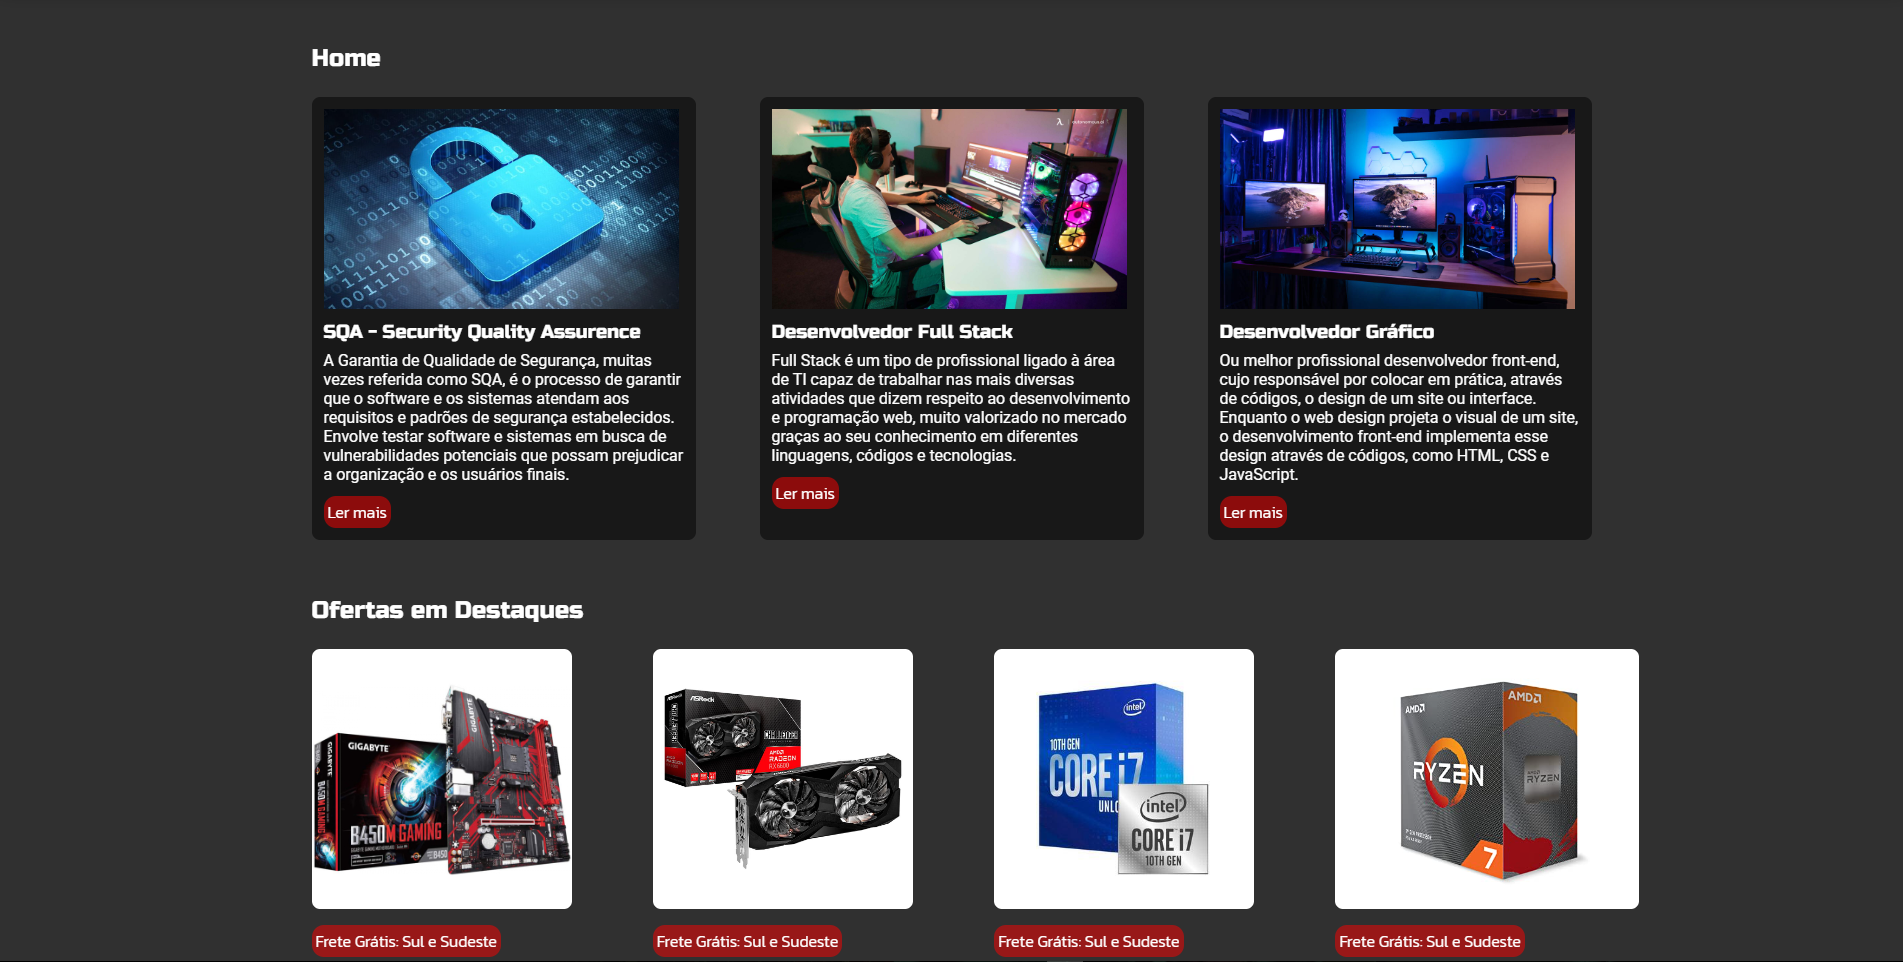 Home
SQA - Security Quality Assurence
A Garantia de Qualidade de Segurança, muitas
vezes referida como SQA, é o processo de garantir
que o software e os sistemas atendam aos
requisitos e padrões de segurança estabelecidos.
Envolve testar software e sistemas em busca de
vulnerabilidades potenciais que possam prejudicar
a organização e os usuários finais.
Ler mais
Desenvolvedor Full Stack
Full Stack é um tipo de profissional ligado à área
de TI capaz de trabalhar nas mais diversas
atividades que dizem respeito ao desenvolvimento
e programação web, muito valorizado no mercado
graças ao seu conhecimento em diferentes
linguagens, códigos e tecnologias.
Ler mais
Desenvolvedor Gráfico
Ou melhor profissional desenvolvedor front-end,
cujo responsável por colocar em prática, através
de códigos, o design de um site ou interface.
Enquanto o web design projeta o visual de um site,
o desenvolvimento front-end implementa esse
design através de códigos, como HTML, CSS e
JavaScript.
Ler mais
Ofertas em Destaques
GIGABYTE
GIGABYTE
GIGABYTE
B450M GAMING
B450M GAMING
ASRock
CHALLENGER
AMD
RADEON
RX 6600
intel
10TH GEN
CORE i7
intel
CORE i7
10TH GEN
AMD
AMD
RYZEN
RYZEN
7
Frete Grátis: Sul e Sudeste
Frete Grátis: Sul e Sudeste
Frete Grátis: Sul e Sudeste
Frete Grátis: Sul e Sudeste